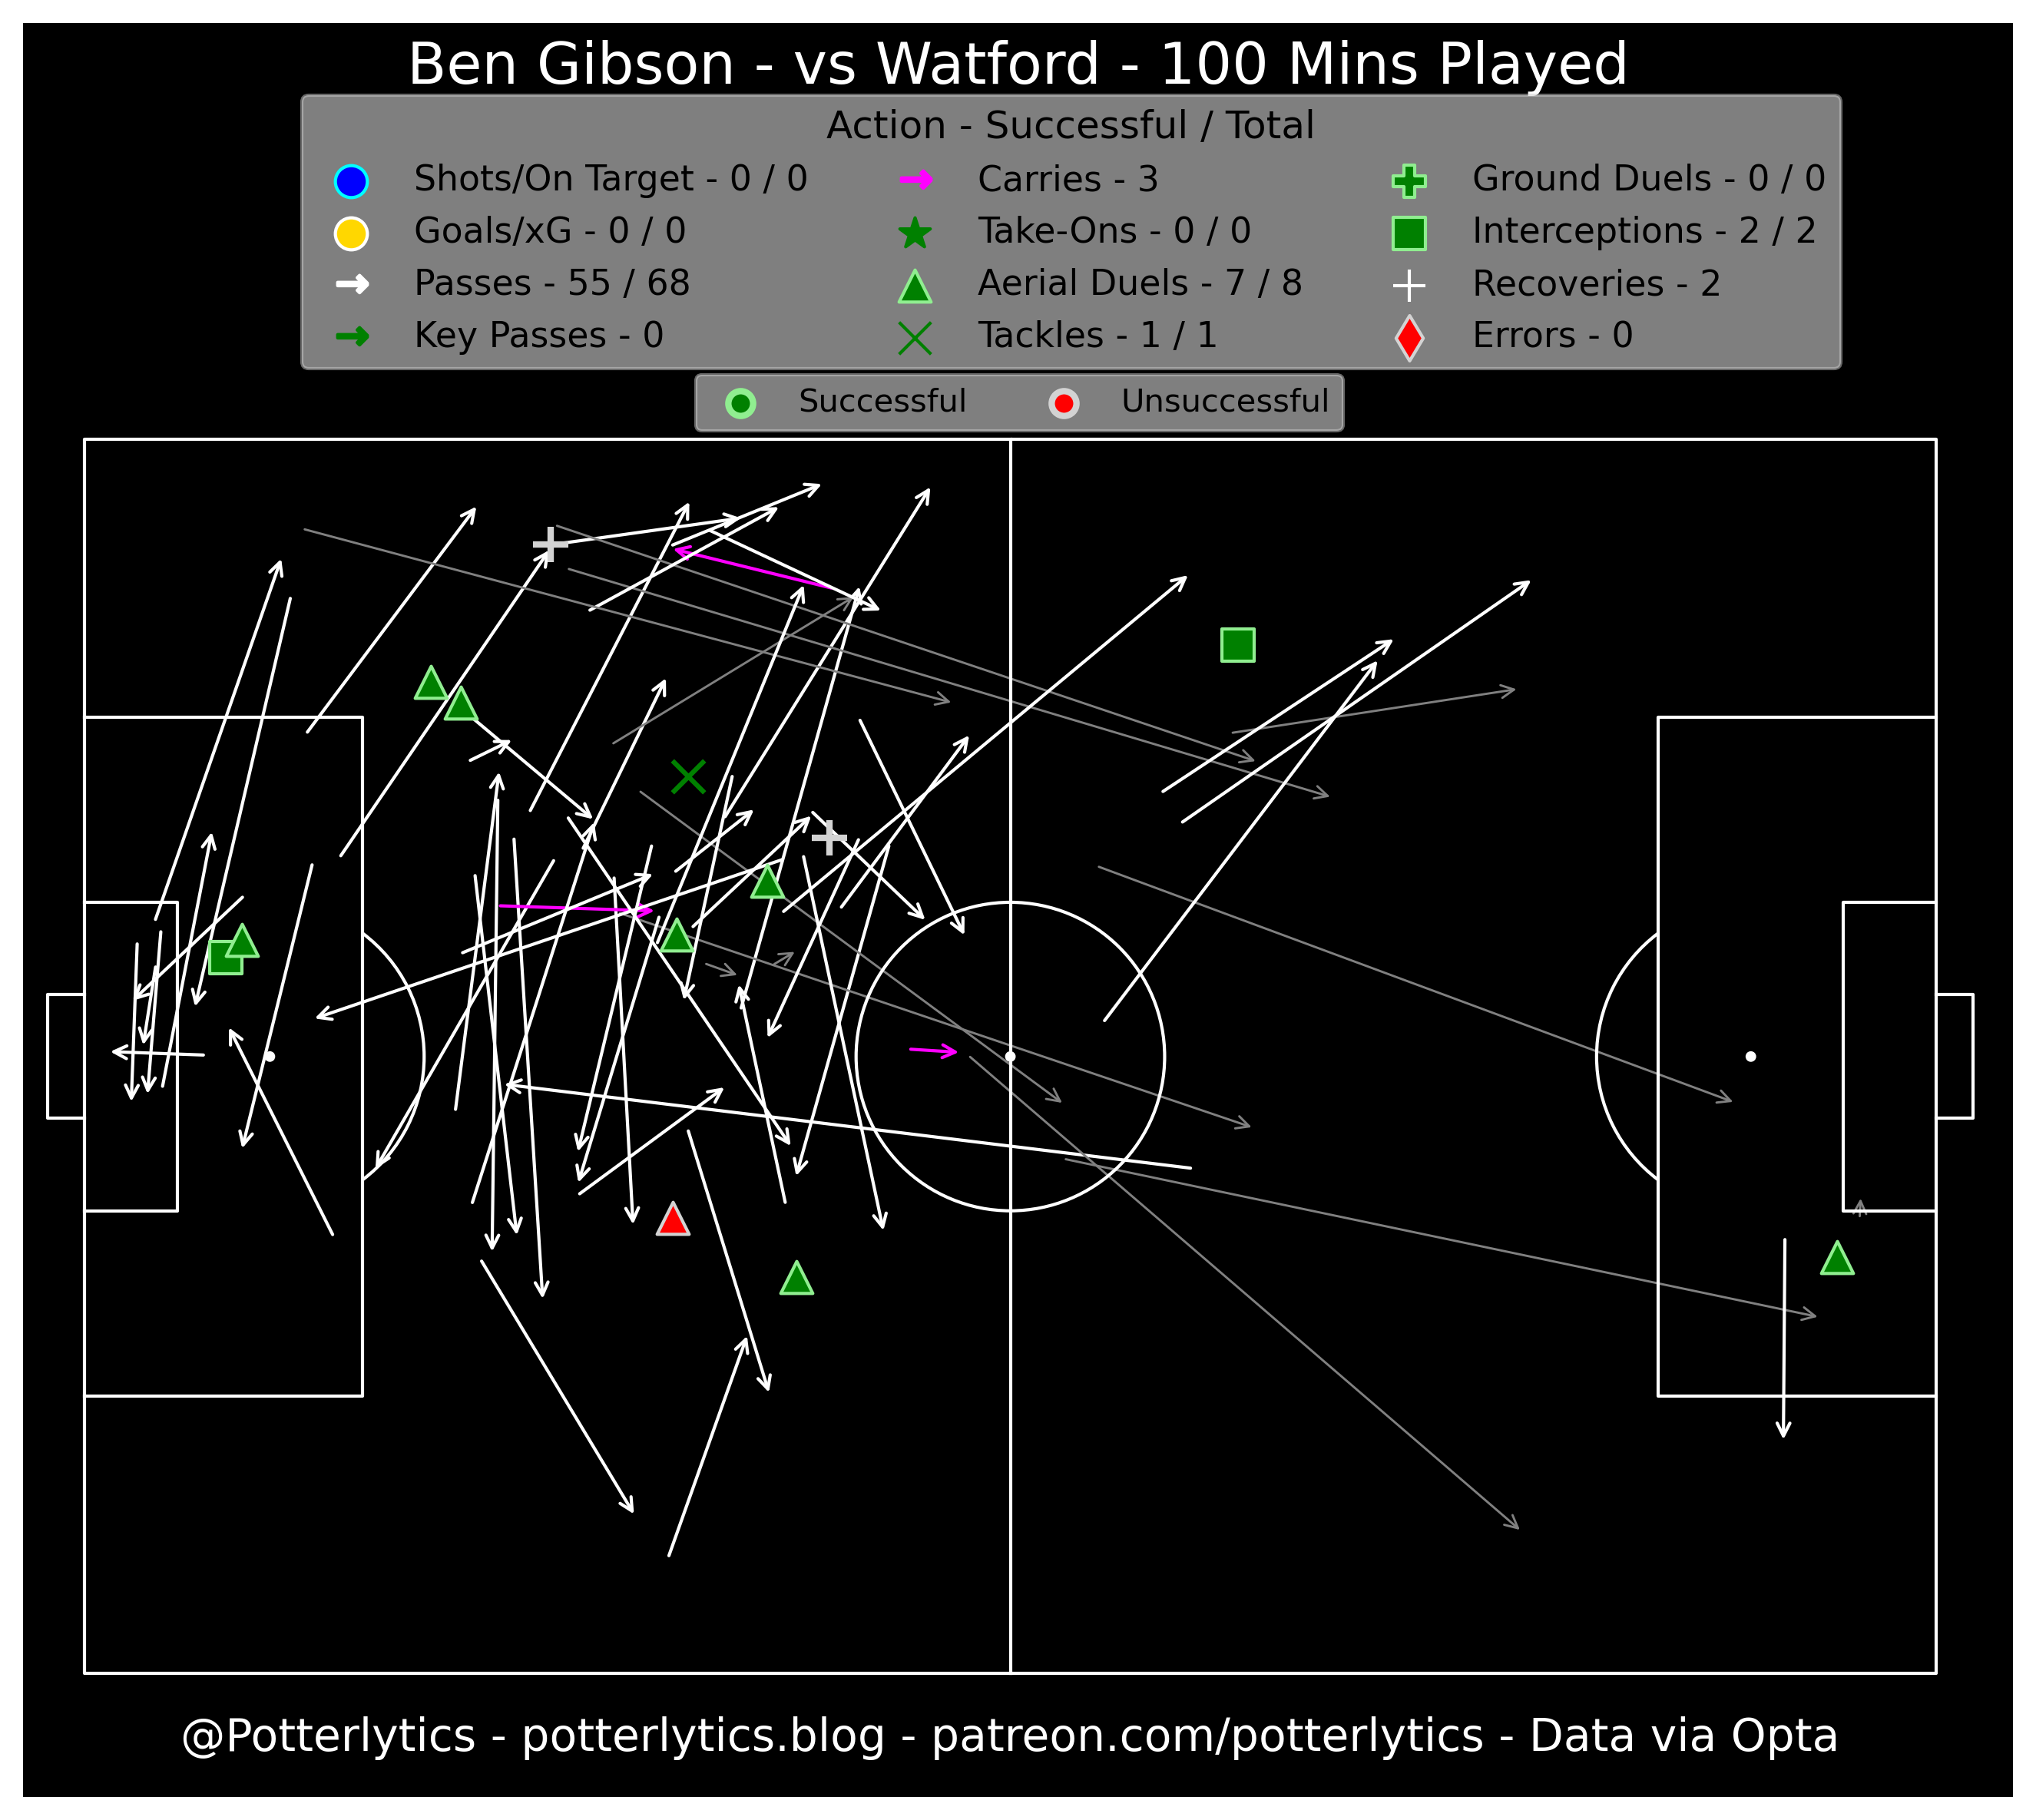 Ben Gibson - vs Watford - 100 Mins Played
Action - Successful / Total
Shots/On Target - 0 / 0
Goals/xG - 0 / 0
Passes - 55 / 68
Key Passes - 0
Carries - 3
Take-Ons - 0 / 0
Aerial Duels - 7 / 8
Tackles - 1 / 1
Ground Duels - 0 / 0
Interceptions - 2 / 2
Recoveries - 2
Errors - 0
Successful
Unsuccessful
@Potterlytics - potterlytics.blog - patreon.com/potterlytics - Data via Opta